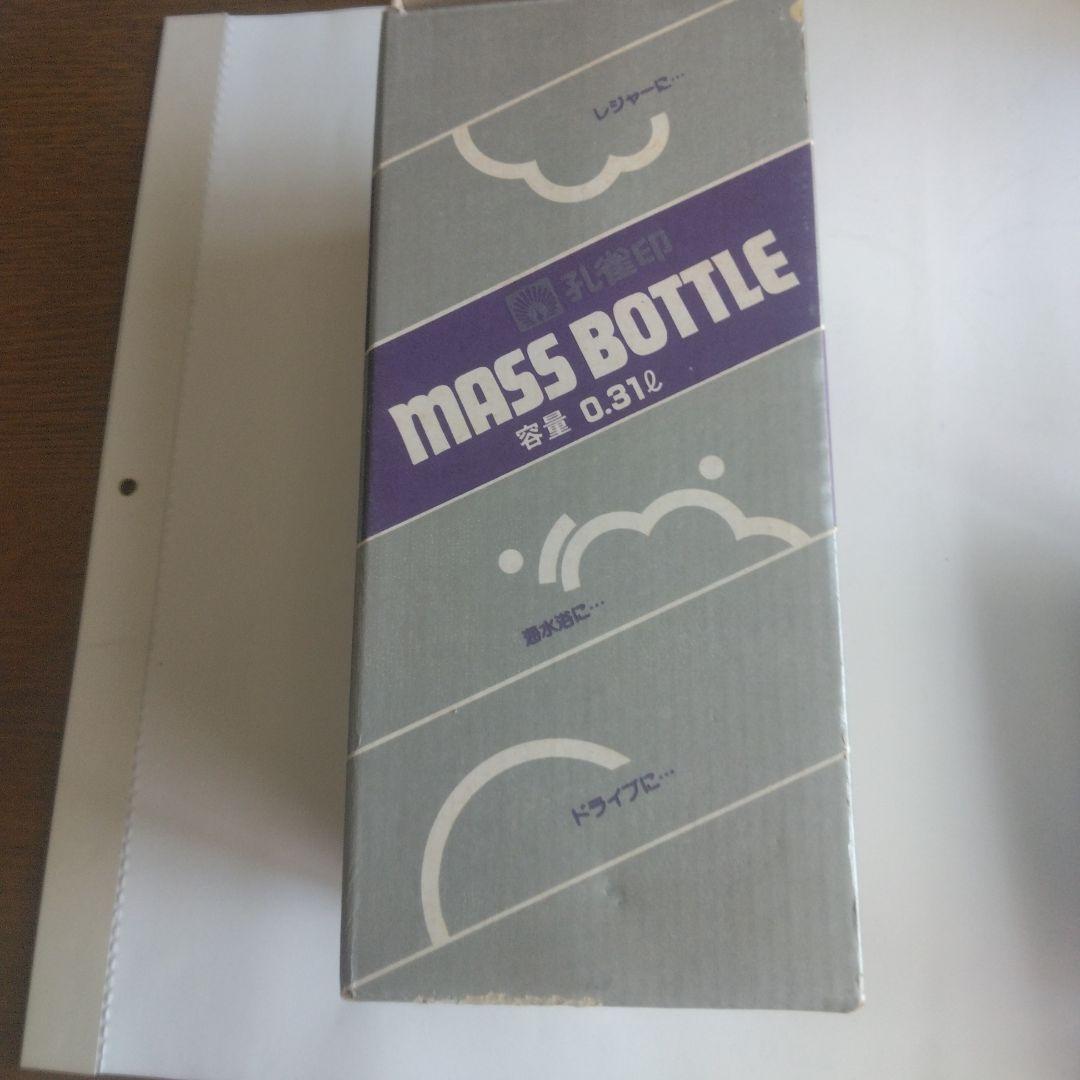 レジャーに…
孔雀印
MASS BOTTLE
容量 0.31ℓ
海水浴に…
ドライブに…